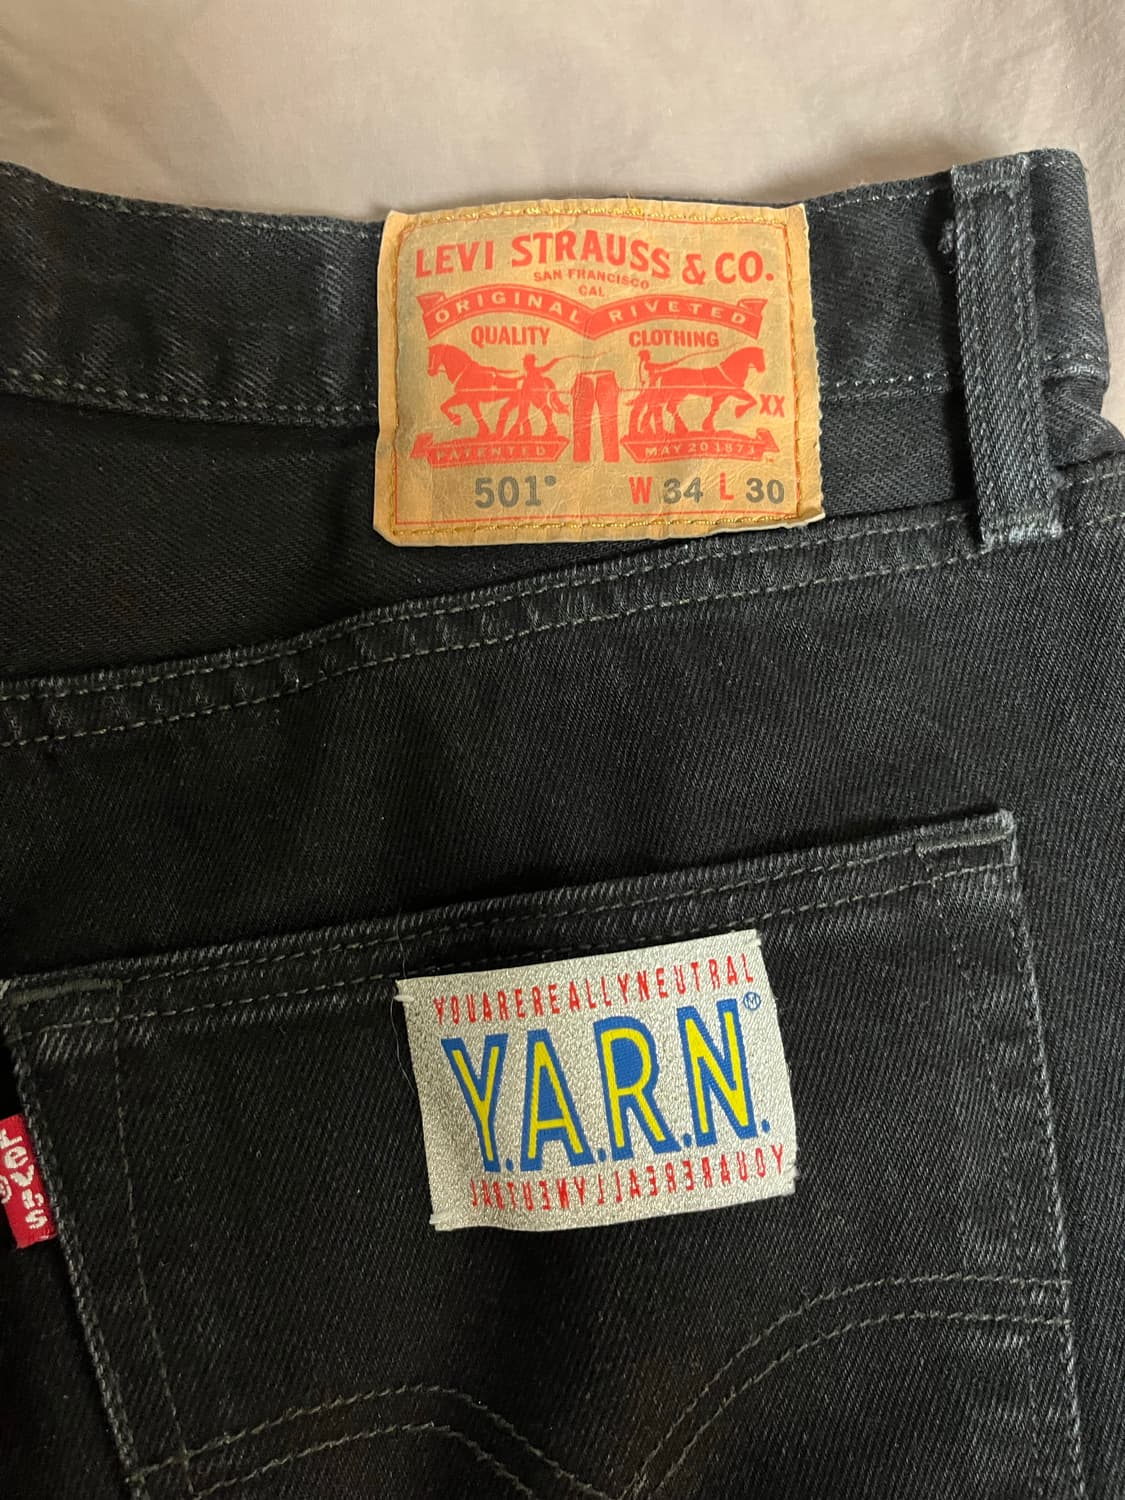 LEVI STRAUSS & CO.
SAN FRANCISCO
CAL
ORIGINAL RIVETED
QUALITY CLOTHING
XX
PATENTED MAY 20 1873
501® W 34 L 30
YOUAREREALLYNEUTRAL
Y.A.R.N.
YOUAREREALLYNEUTRAL
Levi's